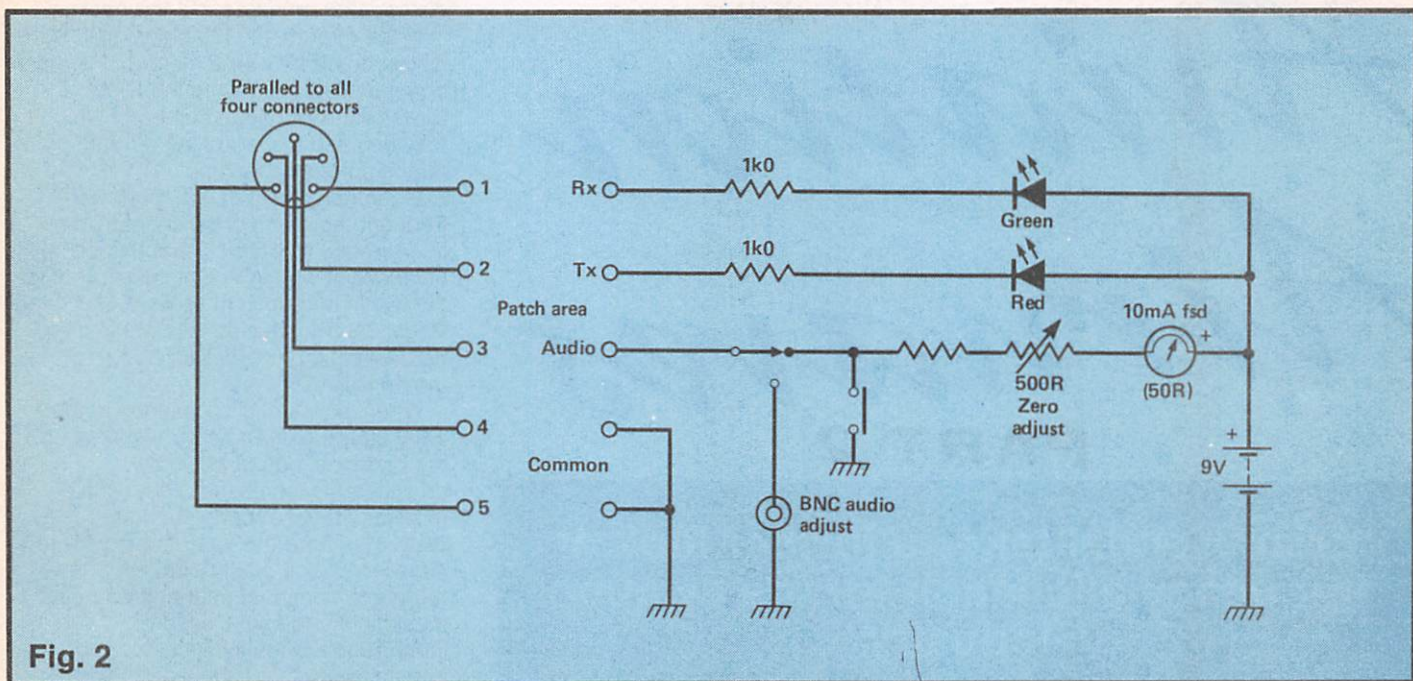 Paralled to all
four connectors
1
Rx
1k0
Green
2
Tx
1k0
Red
Patch area
10mA fsd
3
Audio
+
500R
Zero
adjust
(50R)
4
Common
+
9V
5
BNC audio
adjust
Fig. 2